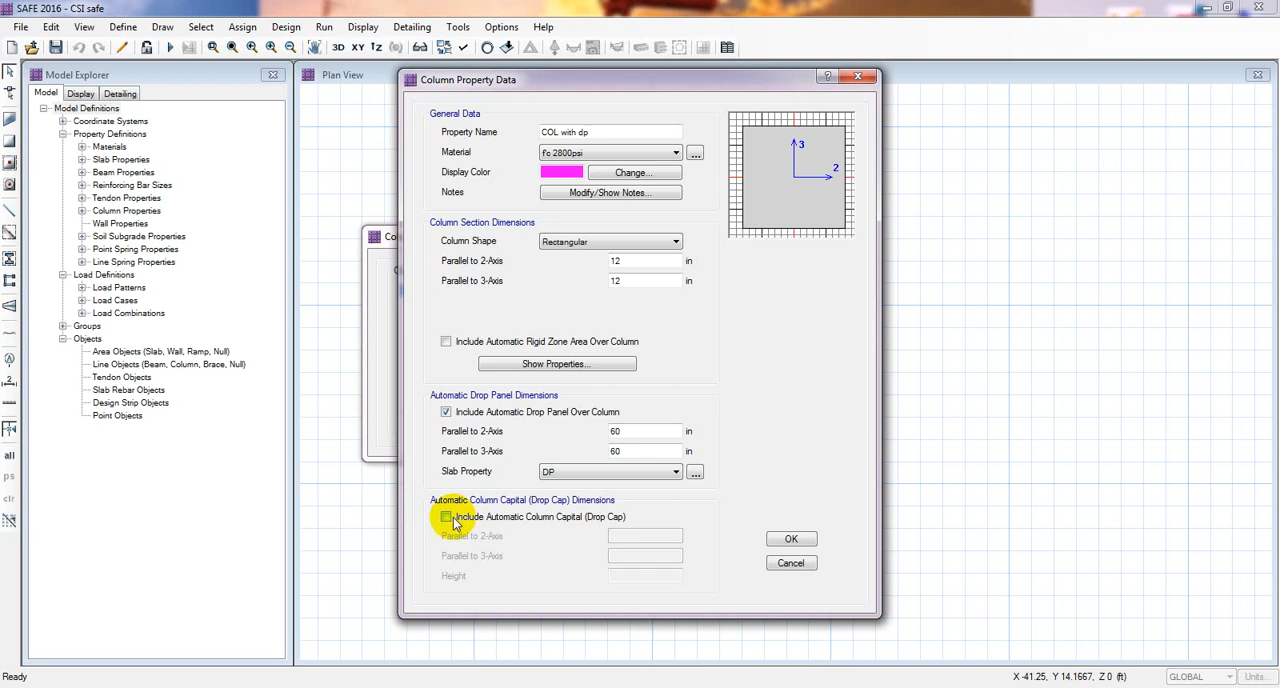 SAFE 2016 - CSI safe
File Edit View Define Draw Select Assign Design Run Display Detailing Tools Options Help
3D XY
Model Explorer
Plan View
Model Display Detailing
Model Definitions
Coordinate Systems
Property Definitions
Materials
Slab Properties
Beam Properties
Reinforcing Bar Sizes
Tendon Properties
Column Properties
Wall Properties
Soil Subgrade Properties
Point Spring Properties
Line Spring Properties
Load Definitions
Load Patterns
Load Cases
Load Combinations
Groups
Objects
Area Objects (Slab, Wall, Ramp, Null)
Line Objects (Beam, Column, Brace, Null)
Tendon Objects
Slab Rebar Objects
Design Strip Objects
Point Objects
all
ps
clr
Column Property Data
General Data
Property Name COL with dp
Material f'c 2800psi ...
Display Color Change...
Notes Modify/Show Notes...
3
2
Column Section Dimensions
Column Shape Rectangular
Parallel to 2-Axis 12 in
Parallel to 3-Axis 12 in
Include Automatic Rigid Zone Area Over Column
Show Properties...
Automatic Drop Panel Dimensions
Include Automatic Drop Panel Over Column
Parallel to 2-Axis 60 in
Parallel to 3-Axis 60 in
Slab Property DP ...
Automatic Column Capital (Drop Cap) Dimensions
Include Automatic Column Capital (Drop Cap)
Parallel to 2-Axis
Parallel to 3-Axis
Height
OK
Cancel
Ready
X -41.25, Y 14.1667, Z 0 (ft)
GLOBAL
Units...